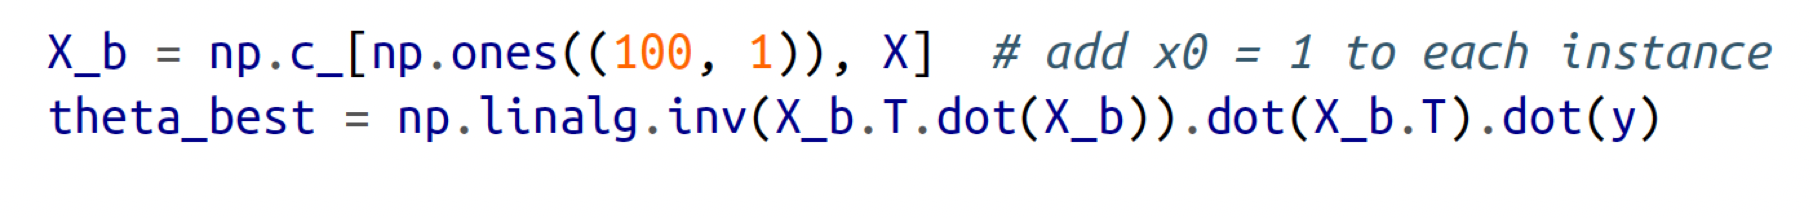 X_b = np.c_[np.ones((100, 1)), X]  # add x0 = 1 to each instance
theta_best = np.linalg.inv(X_b.T.dot(X_b)).dot(X_b.T).dot(y)